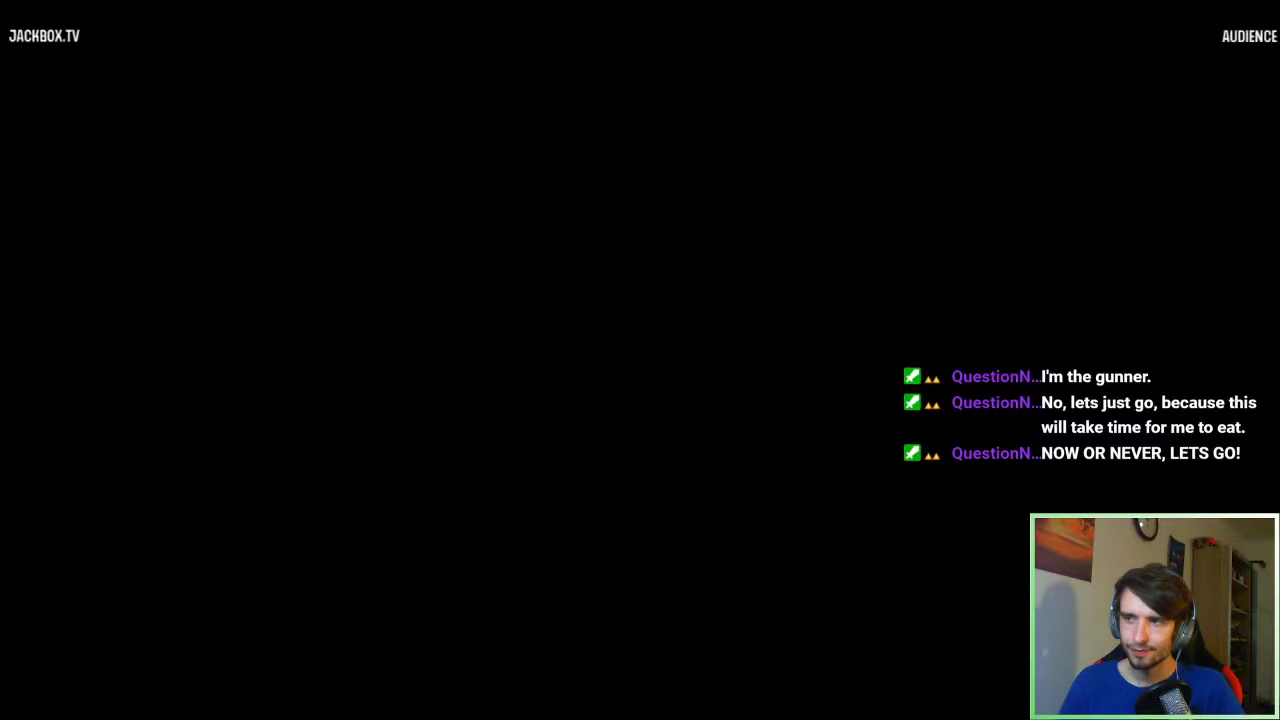 JACKBOX.TV
AUDIENCE
QuestionN... I'm the gunner.
QuestionN... No, lets just go, because this
will take time for me to eat.
QuestionN... NOW OR NEVER, LETS GO!